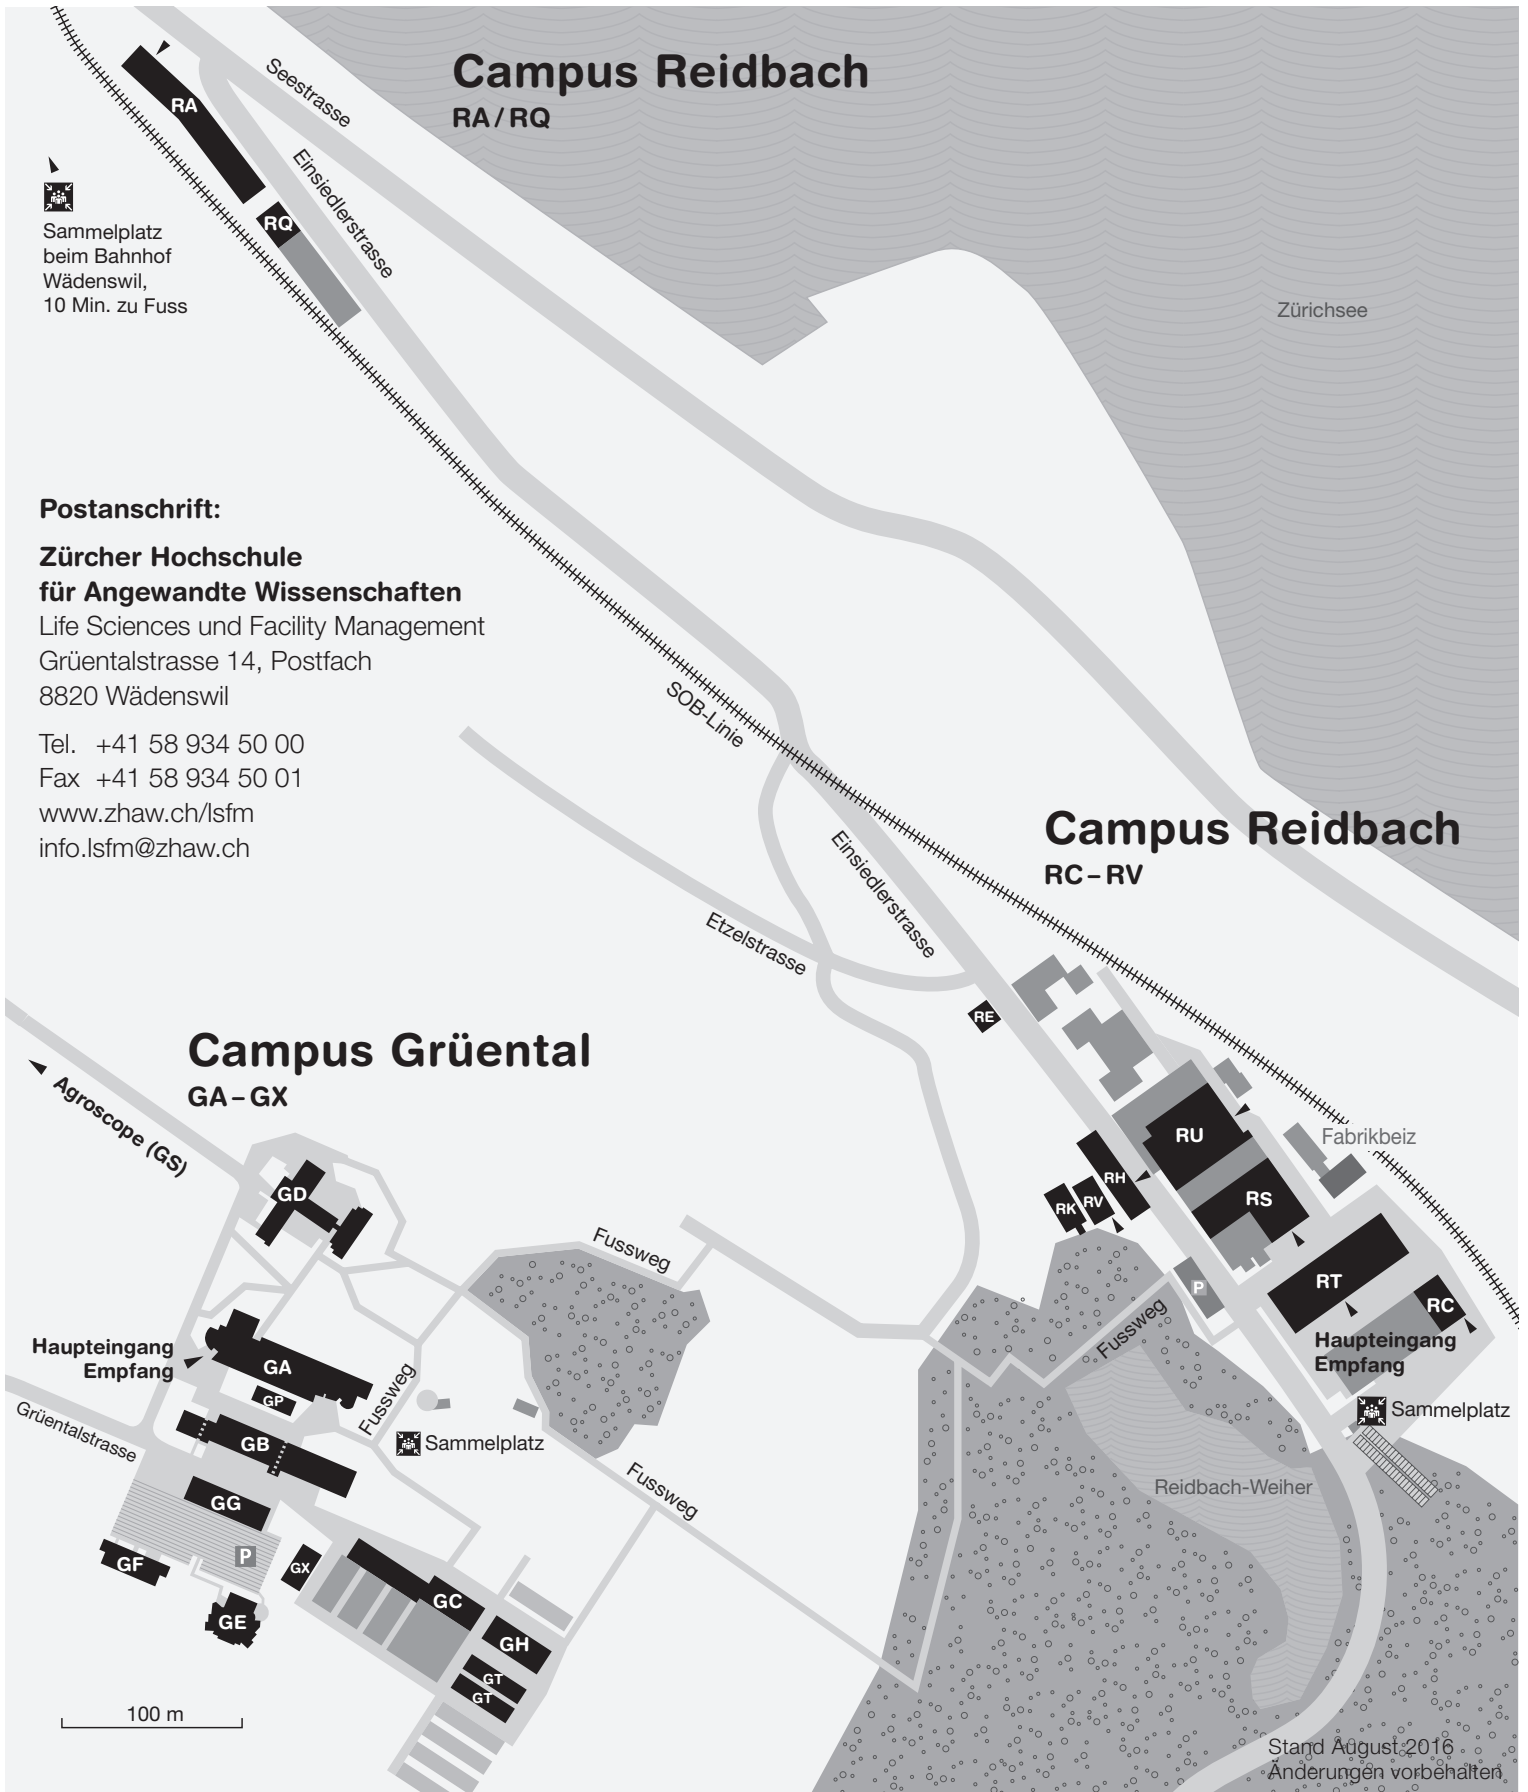 Campus Reidbach
RA / RQ
Seestrasse
RA
Einsiedlerstrasse
RQ
Sammelplatz
beim Bahnhof
Wädenswil,
10 Min. zu Fuss
Zürichsee
Postanschrift:
Zürcher Hochschule
für Angewandte Wissenschaften
Life Sciences und Facility Management
Grüentalstrasse 14, Postfach
8820 Wädenswil
Tel. +41 58 934 50 00
Fax +41 58 934 50 01
www.zhaw.ch/lsfm
info.lsfm@zhaw.ch
SOB-Linie
Campus Reidbach
RC – RV
Einsiedlerstrasse
Etzelstrasse
RE
RU
Fabrikbeiz
RH
RS
RK
RV
P
RT
RC
Haupteingang
Empfang
Fussweg
Sammelplatz
Reidbach-Weiher
Campus Grüental
GA – GX
Agroscope (GS)
GD
Fussweg
Haupteingang
Empfang
GA
GP
Fussweg
Grüentalstrasse
GB
Sammelplatz
Fussweg
GG
GF
P
GX
GE
GC
GH
GT
GT
100 m
Stand August 2016
Änderungen vorbehalten